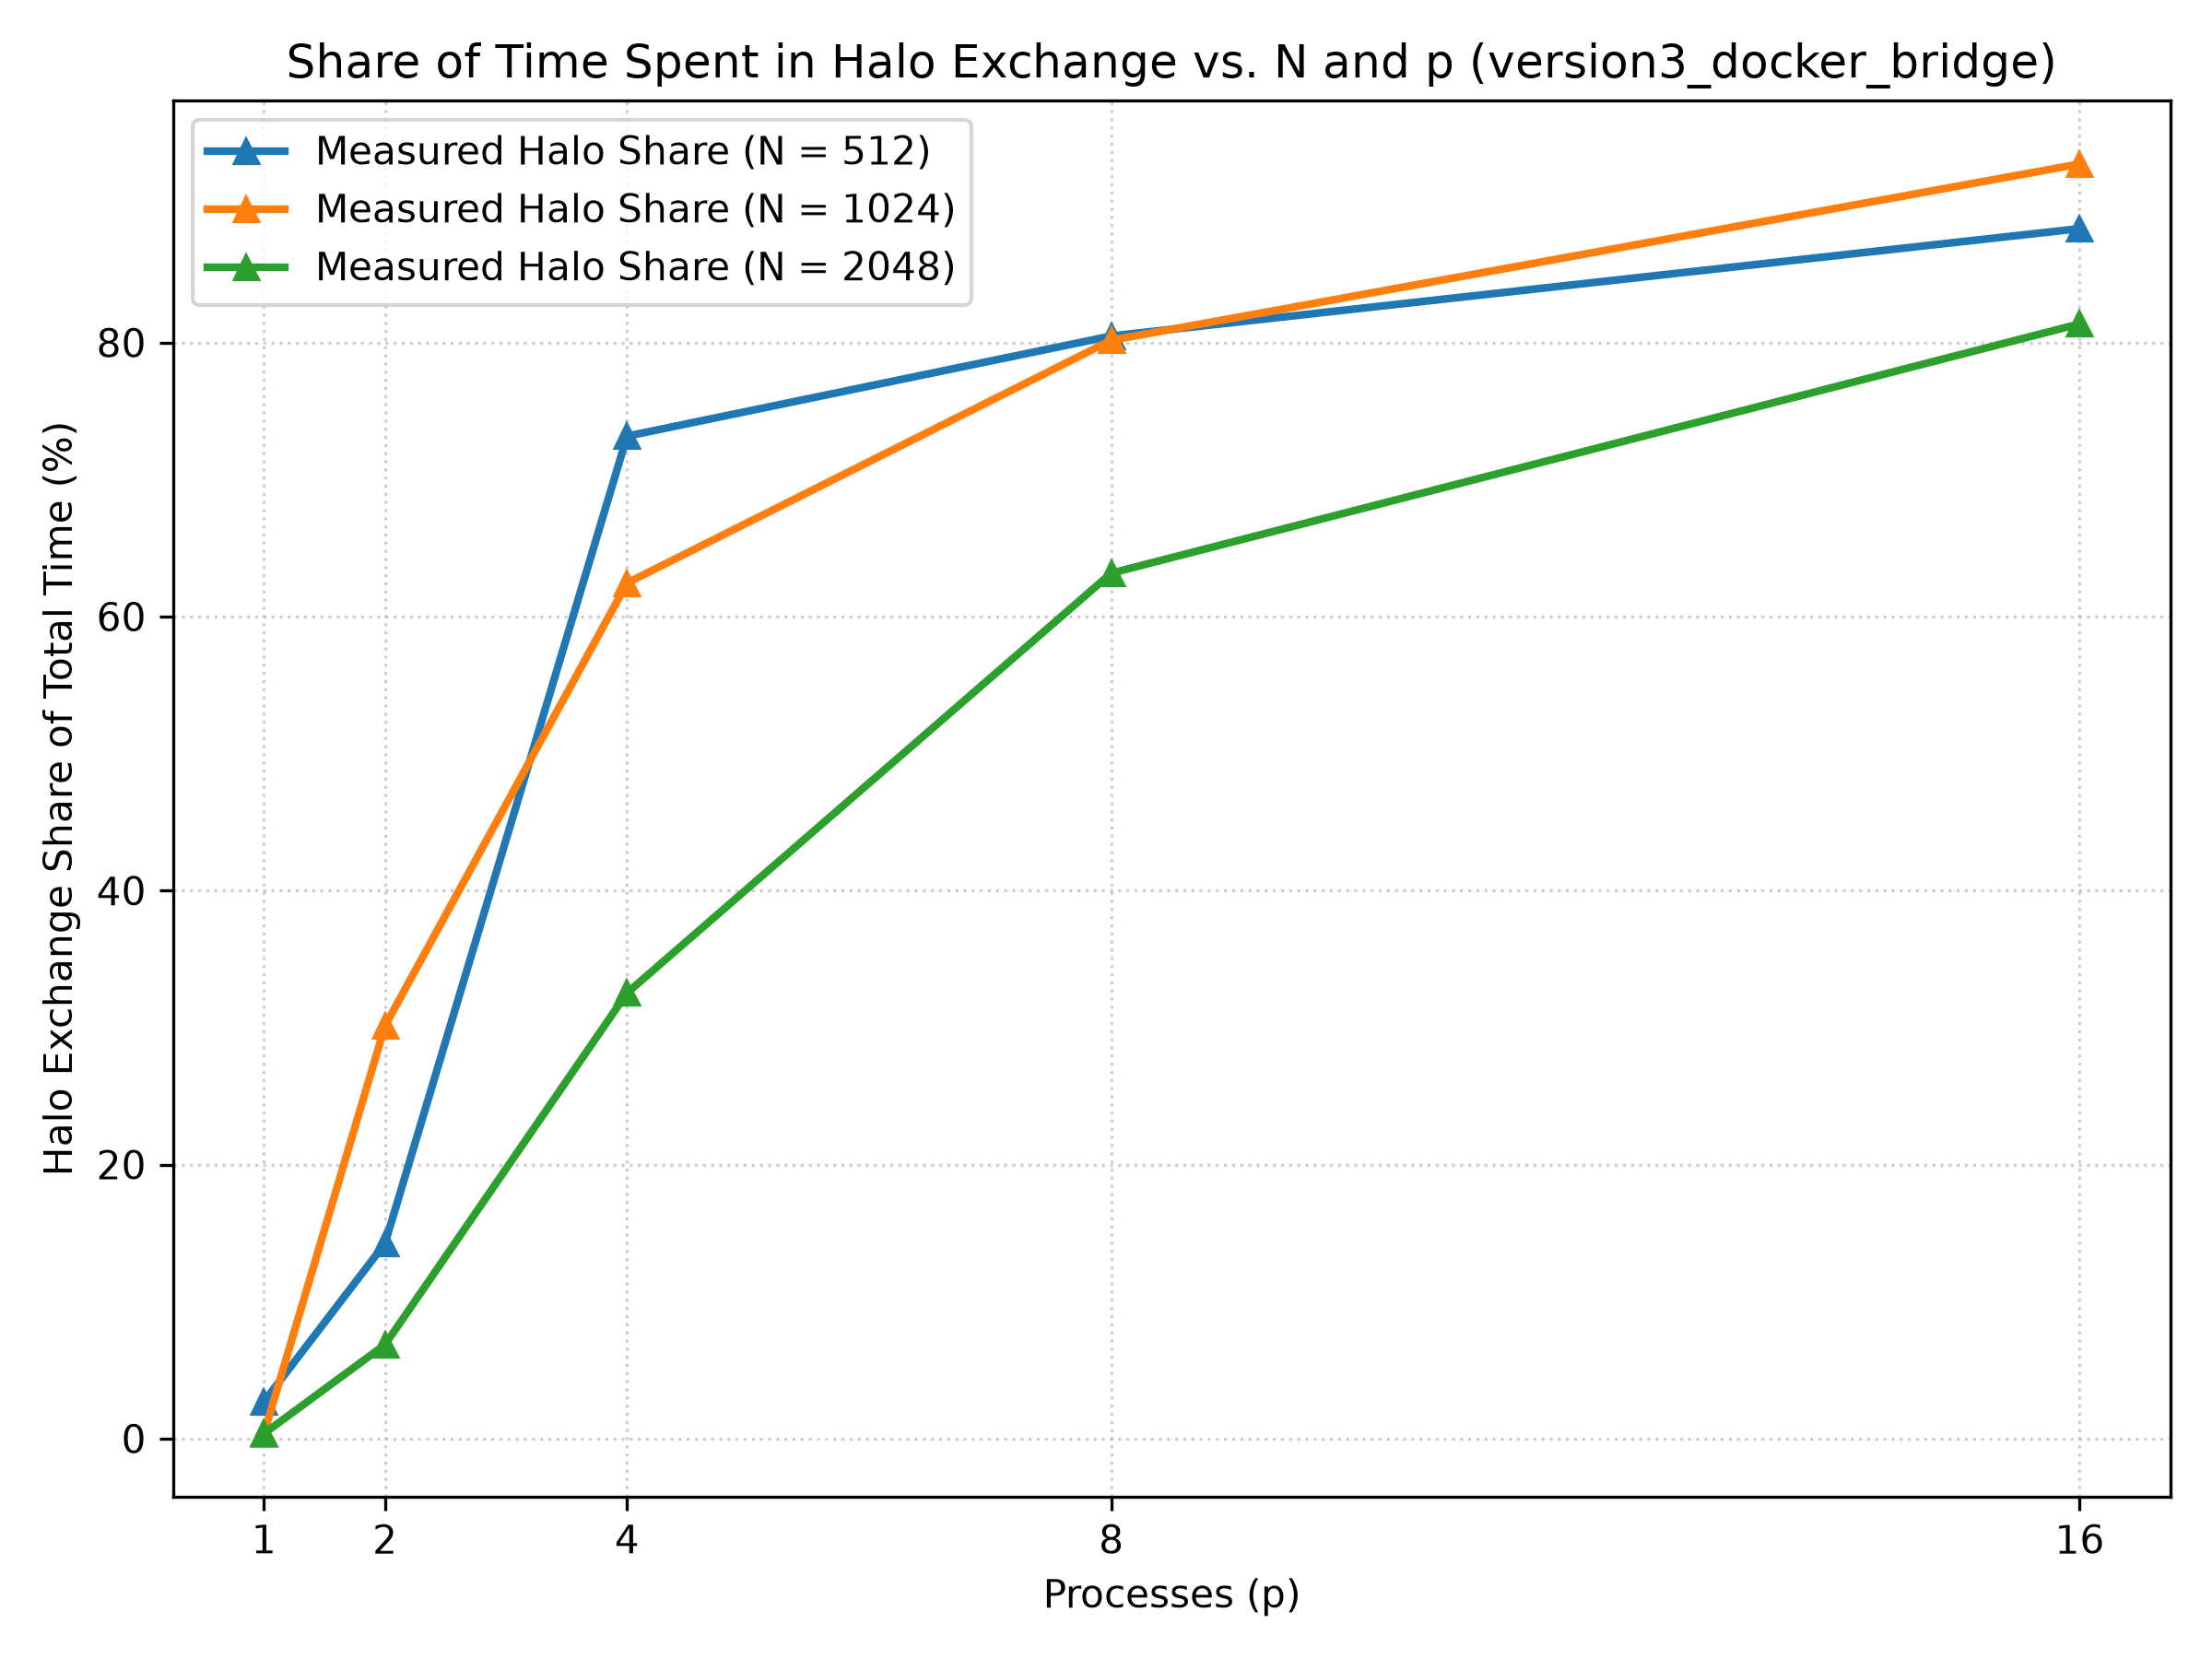 Share of Time Spent in Halo Exchange vs. N and p (version3_docker_bridge)
Measured Halo Share (N = 512)
Measured Halo Share (N = 1024)
Measured Halo Share (N = 2048)
Halo Exchange Share of Total Time (%)
80
60
40
20
0
1 2 4 8 16
Processes (p)